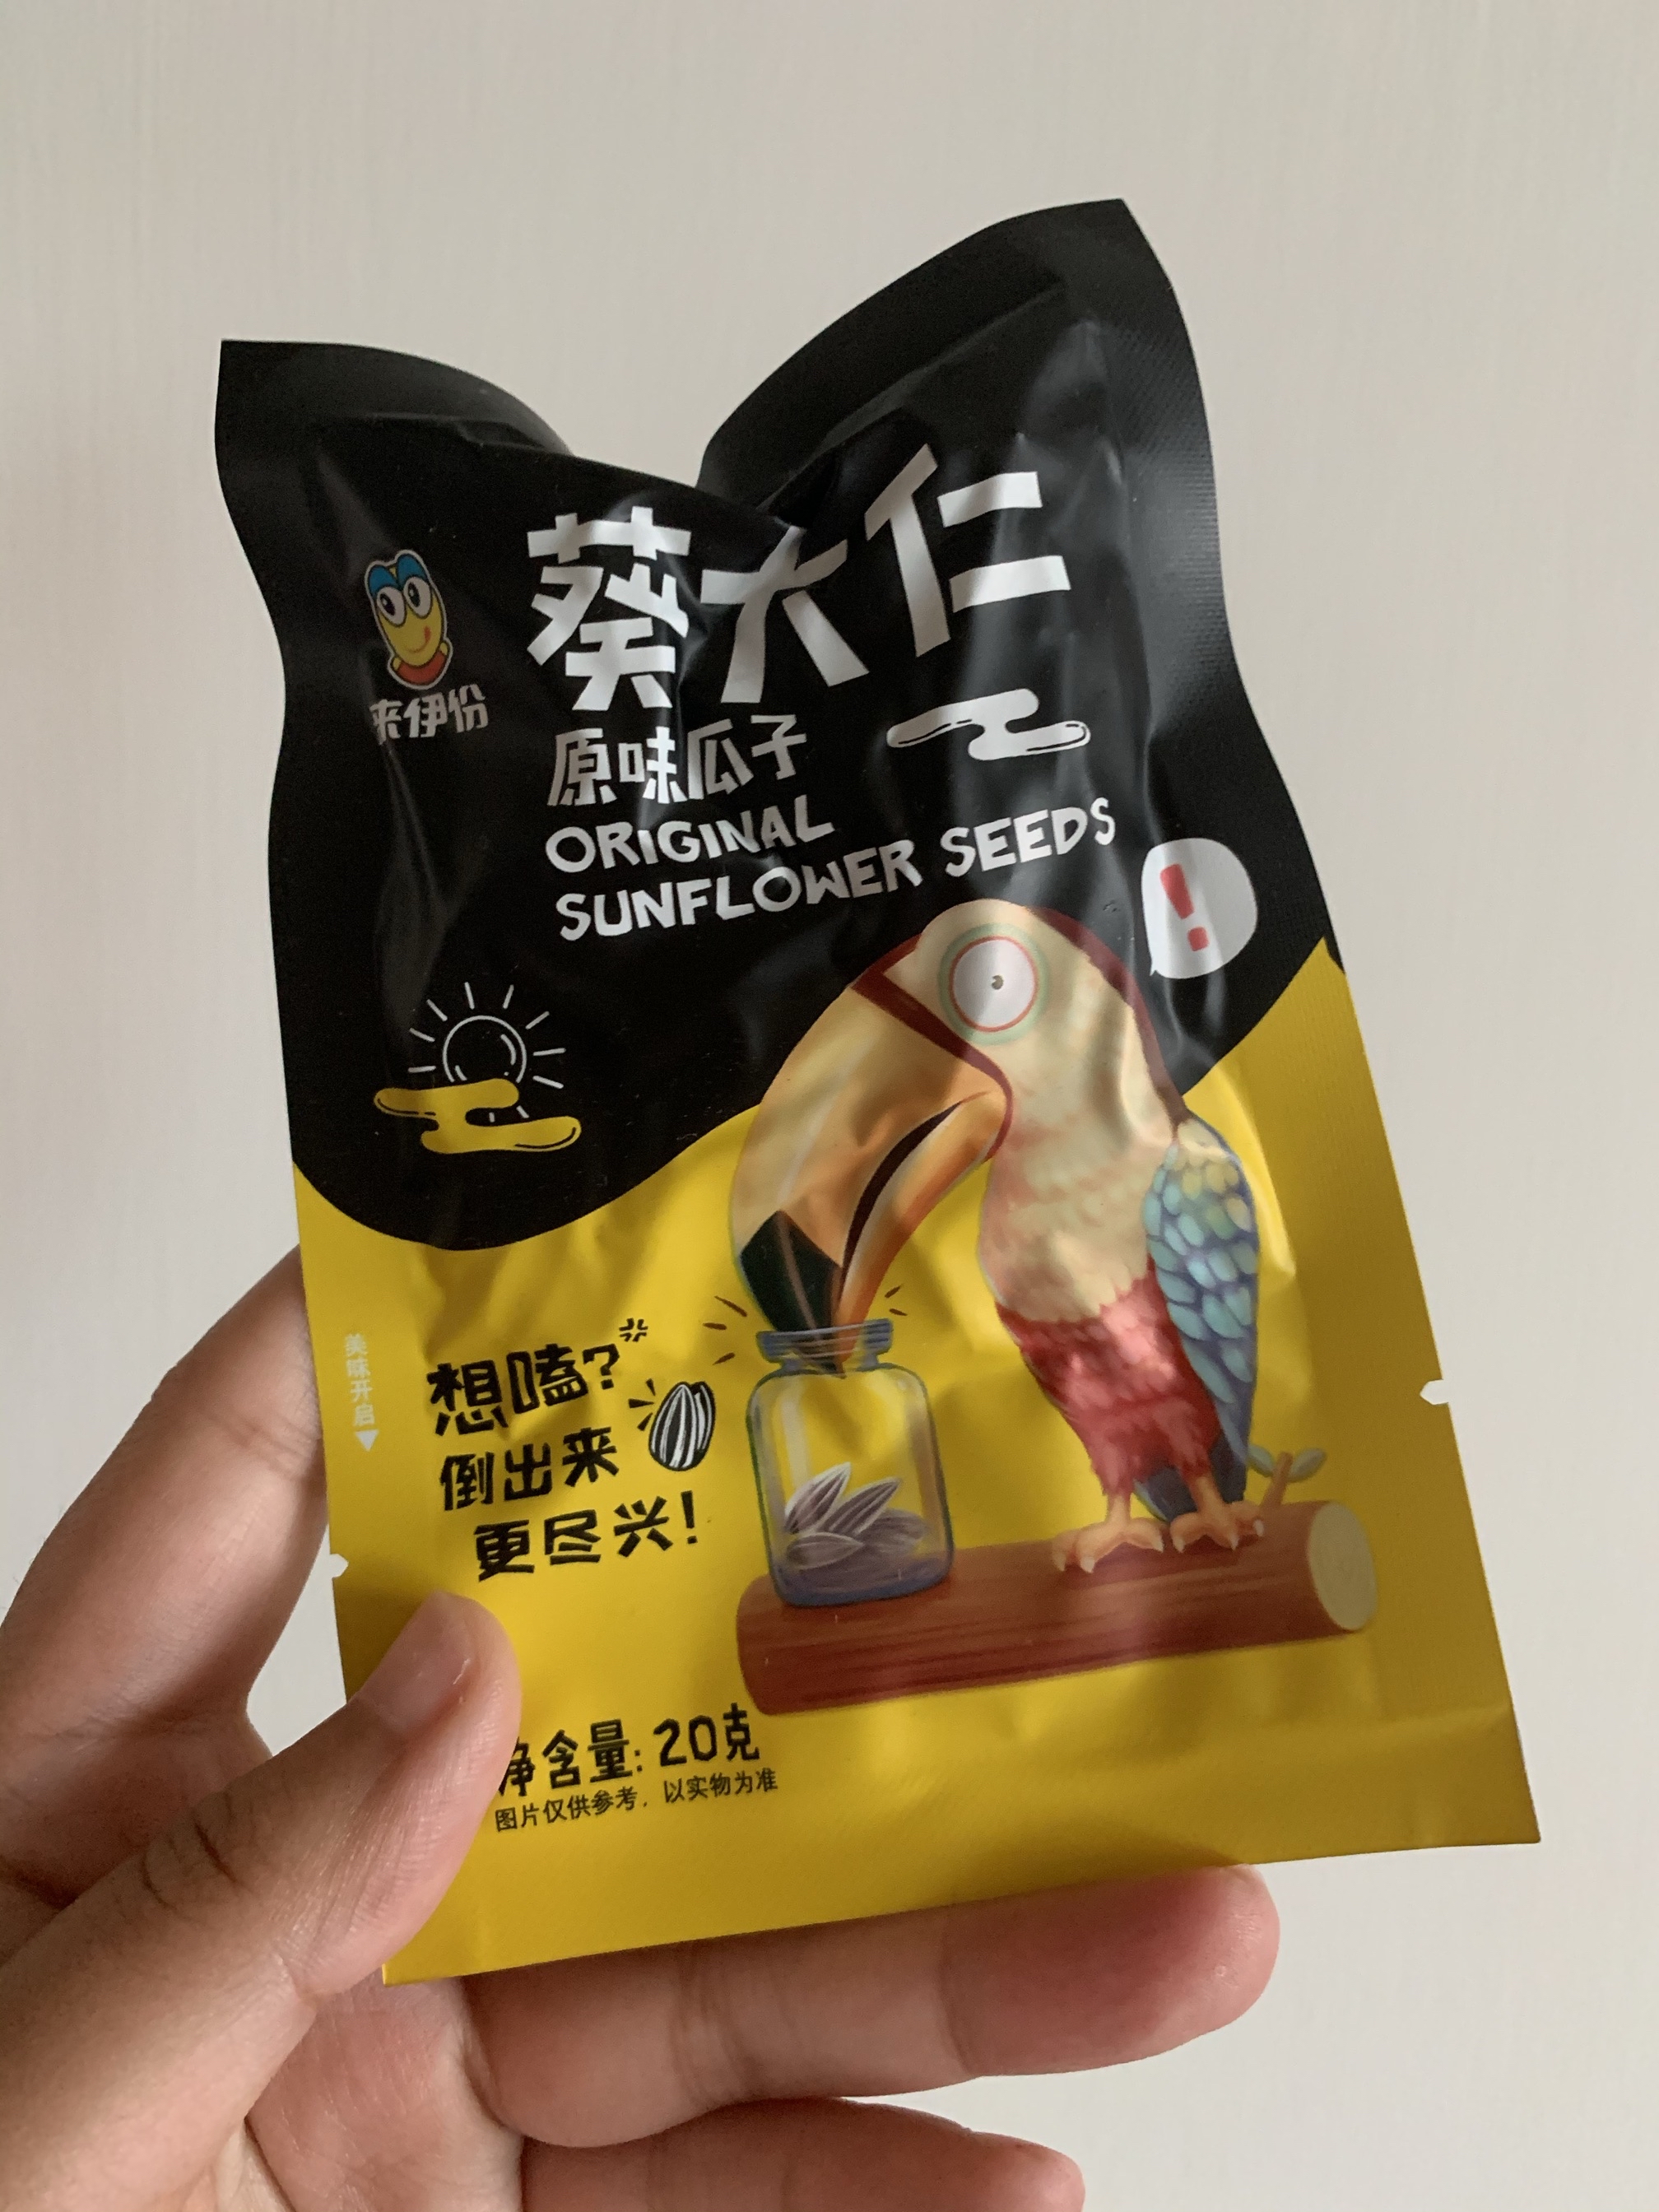 葵大仁
来伊份
原味瓜子
ORIGINAL
SUNFLOWER SEEDS
!
美味开启
想嗑?
倒出来
更尽兴!
净含量: 20克
图片仅供参考，以实物为准